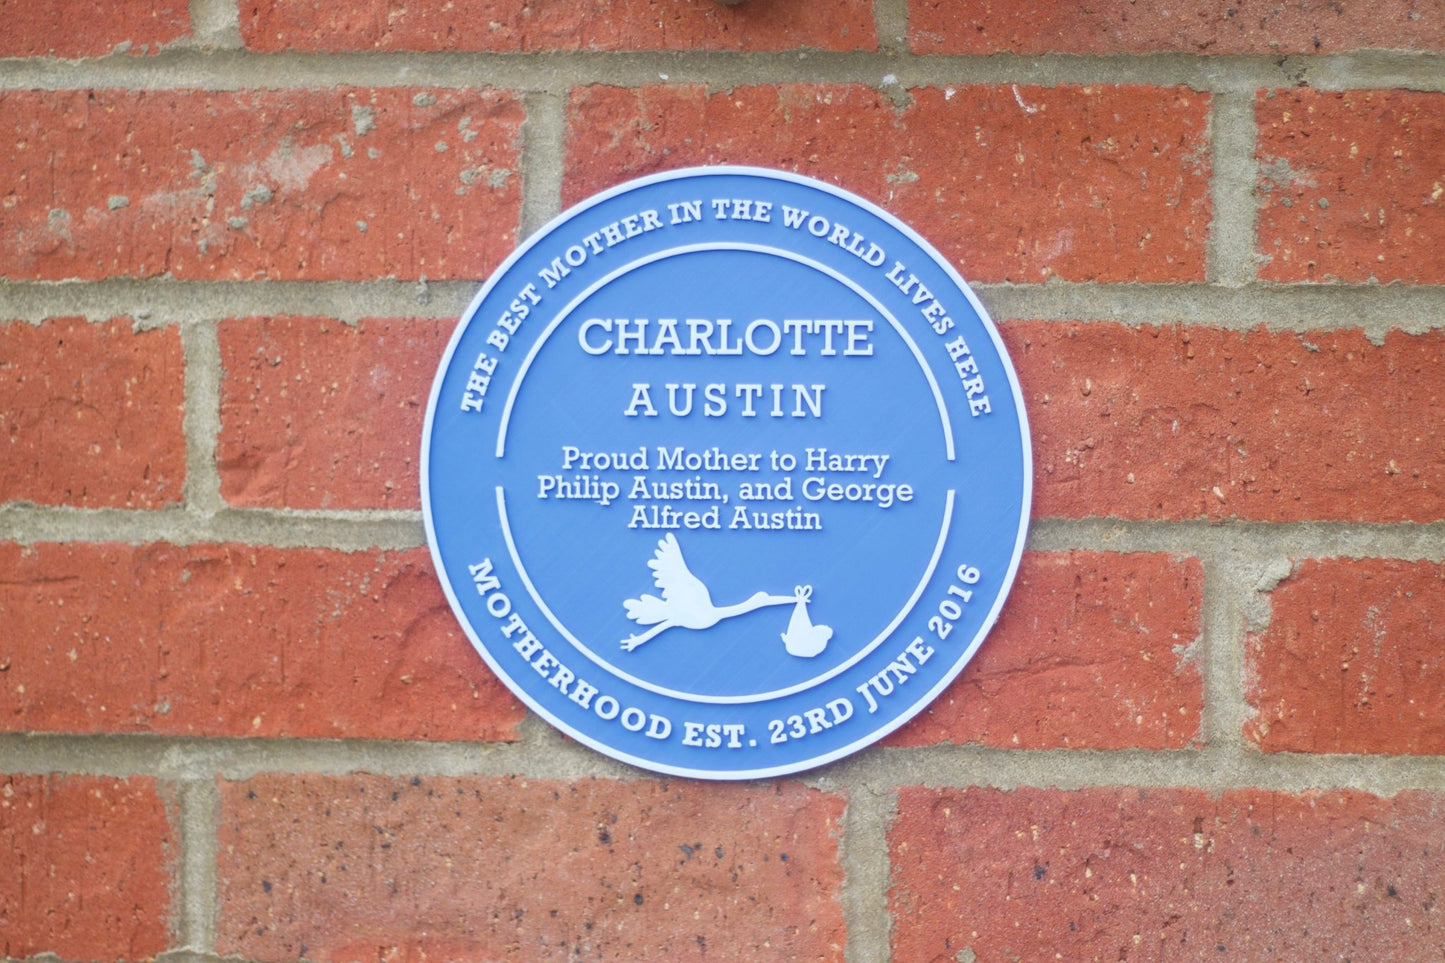 THE BEST MOTHER IN THE WORLD LIVES HERE
CHARLOTTE
AUSTIN
Proud Mother to Harry
Philip Austin, and George
Alfred Austin
MOTHERHOOD EST. 23RD JUNE 2016